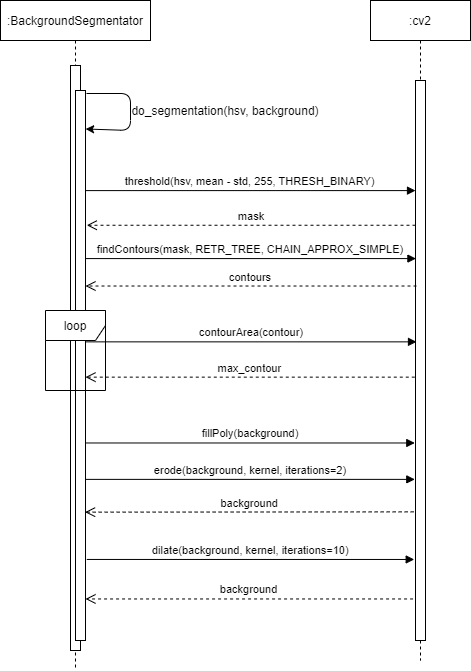 :BackgroundSegmentator
:cv2
do_segmentation(hsv, background)
threshold(hsv, mean - std, 255, THRESH_BINARY)
mask
findContours(mask, RETR_TREE, CHAIN_APPROX_SIMPLE)
contours
loop
contourArea(contour)
max_contour
fillPoly(background)
erode(background, kernel, iterations=2)
background
dilate(background, kernel, iterations=10)
background